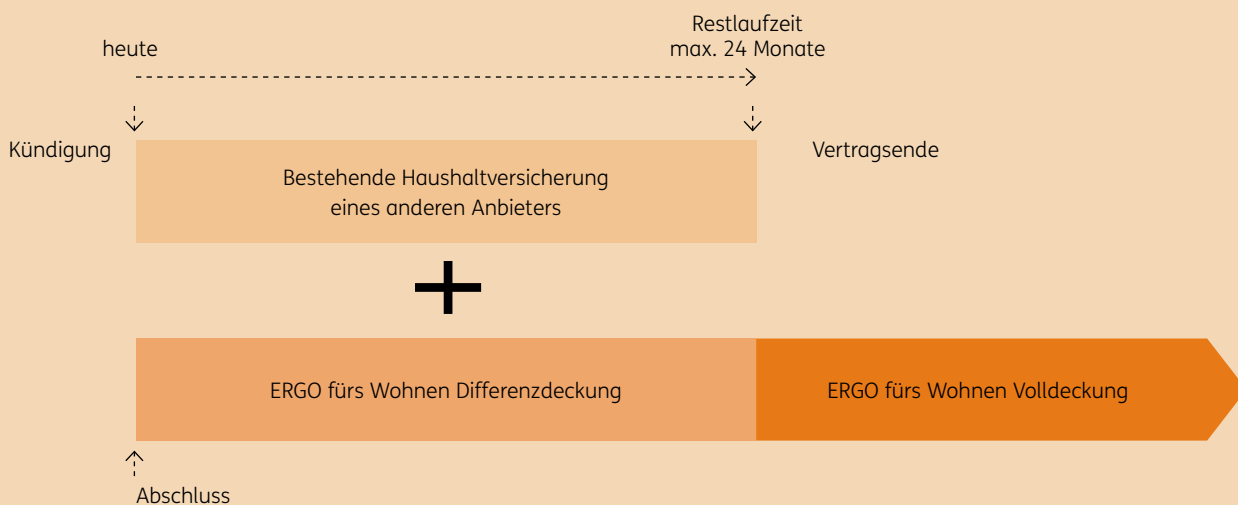 heute
Restlaufzeit
max. 24 Monate
Kündigung
Vertragsende
Bestehende Haushaltversicherung
eines anderen Anbieters
ERGO fürs Wohnen Differenzdeckung
ERGO fürs Wohnen Volldeckung
Abschluss